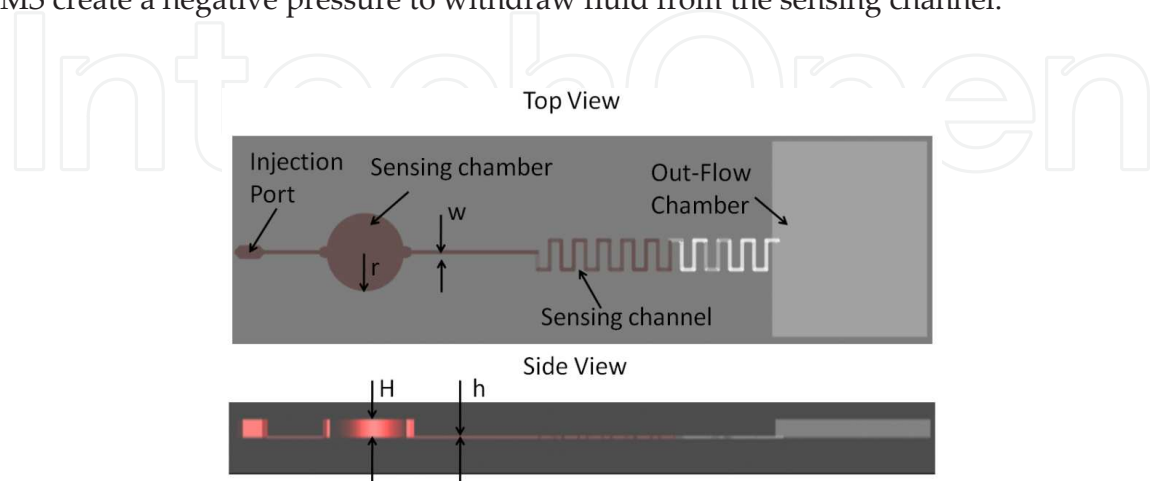 MS create a negative pressure to withdraw fluid from the sensing channel.
IntechOpen
Top View
Injection
Port
Sensing chamber
Out-Flow
Chamber
w
r
Sensing channel
Side View
H
h